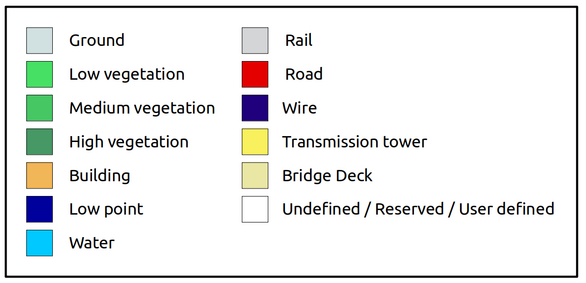 Ground
Low vegetation
Medium vegetation
High vegetation
Building
Low point
Water
Rail
Road
Wire
Transmission tower
Bridge Deck
Undefined / Reserved / User defined